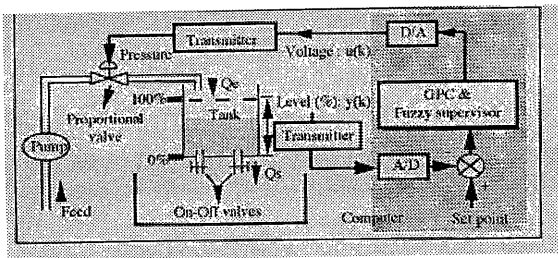 D/A
Transmitter
Pressure
Voltage : u(k)
Qe
100%
Level (%): y(k)
GPC &
Fuzzy supervisor
Tank
Proportional
valve
Transmitter
Pump
0%
A/D
Qs
+
Feed
On-Off valves
Computer
Set point